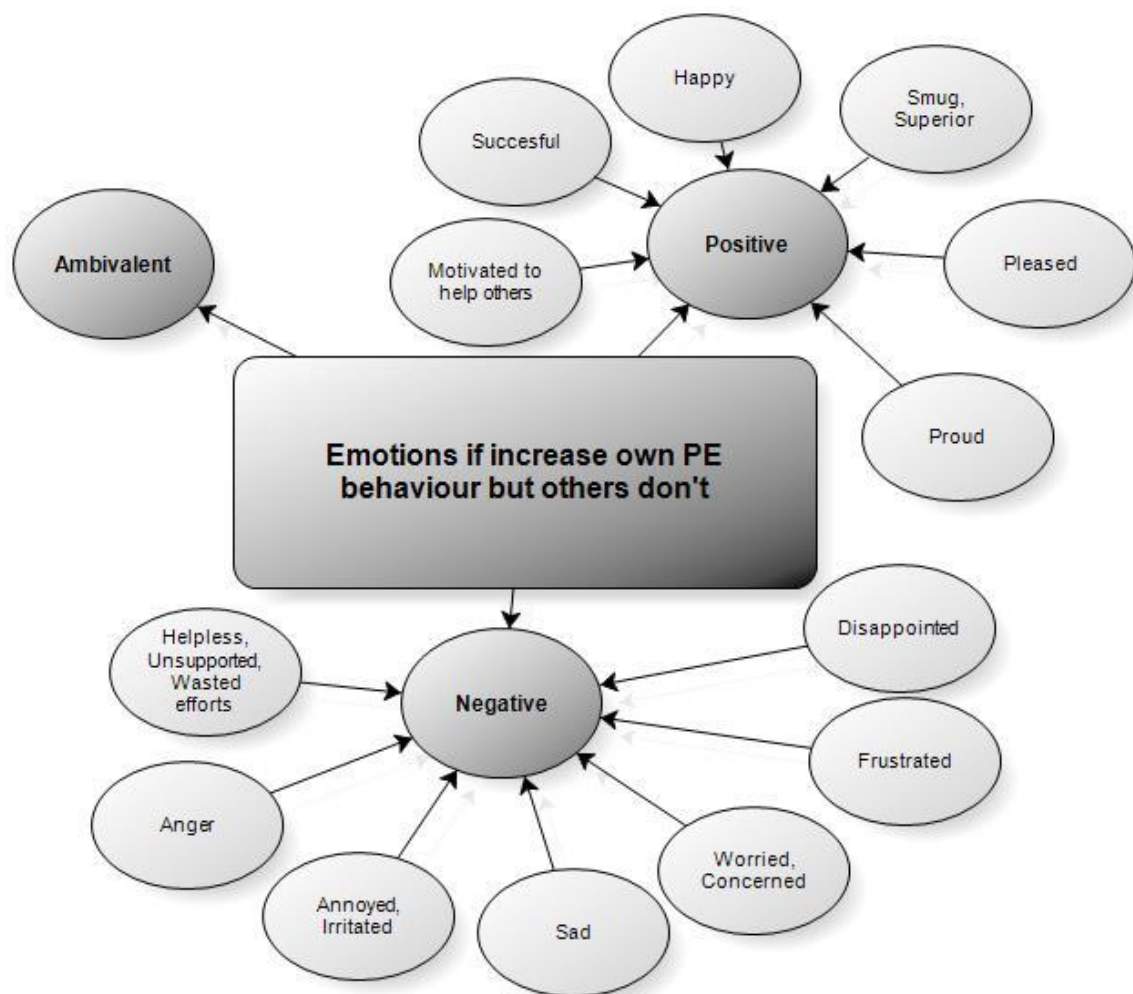 Happy
Smug,
Superior
Succesful
Ambivalent
Positive
Motivated to
help others
Pleased
Proud
Emotions if increase own PE
behaviour but others don't
Helpless,
Unsupported,
Wasted
efforts
Disappointed
Negative
Frustrated
Anger
Worried,
Concerned
Annoyed,
Irritated
Sad